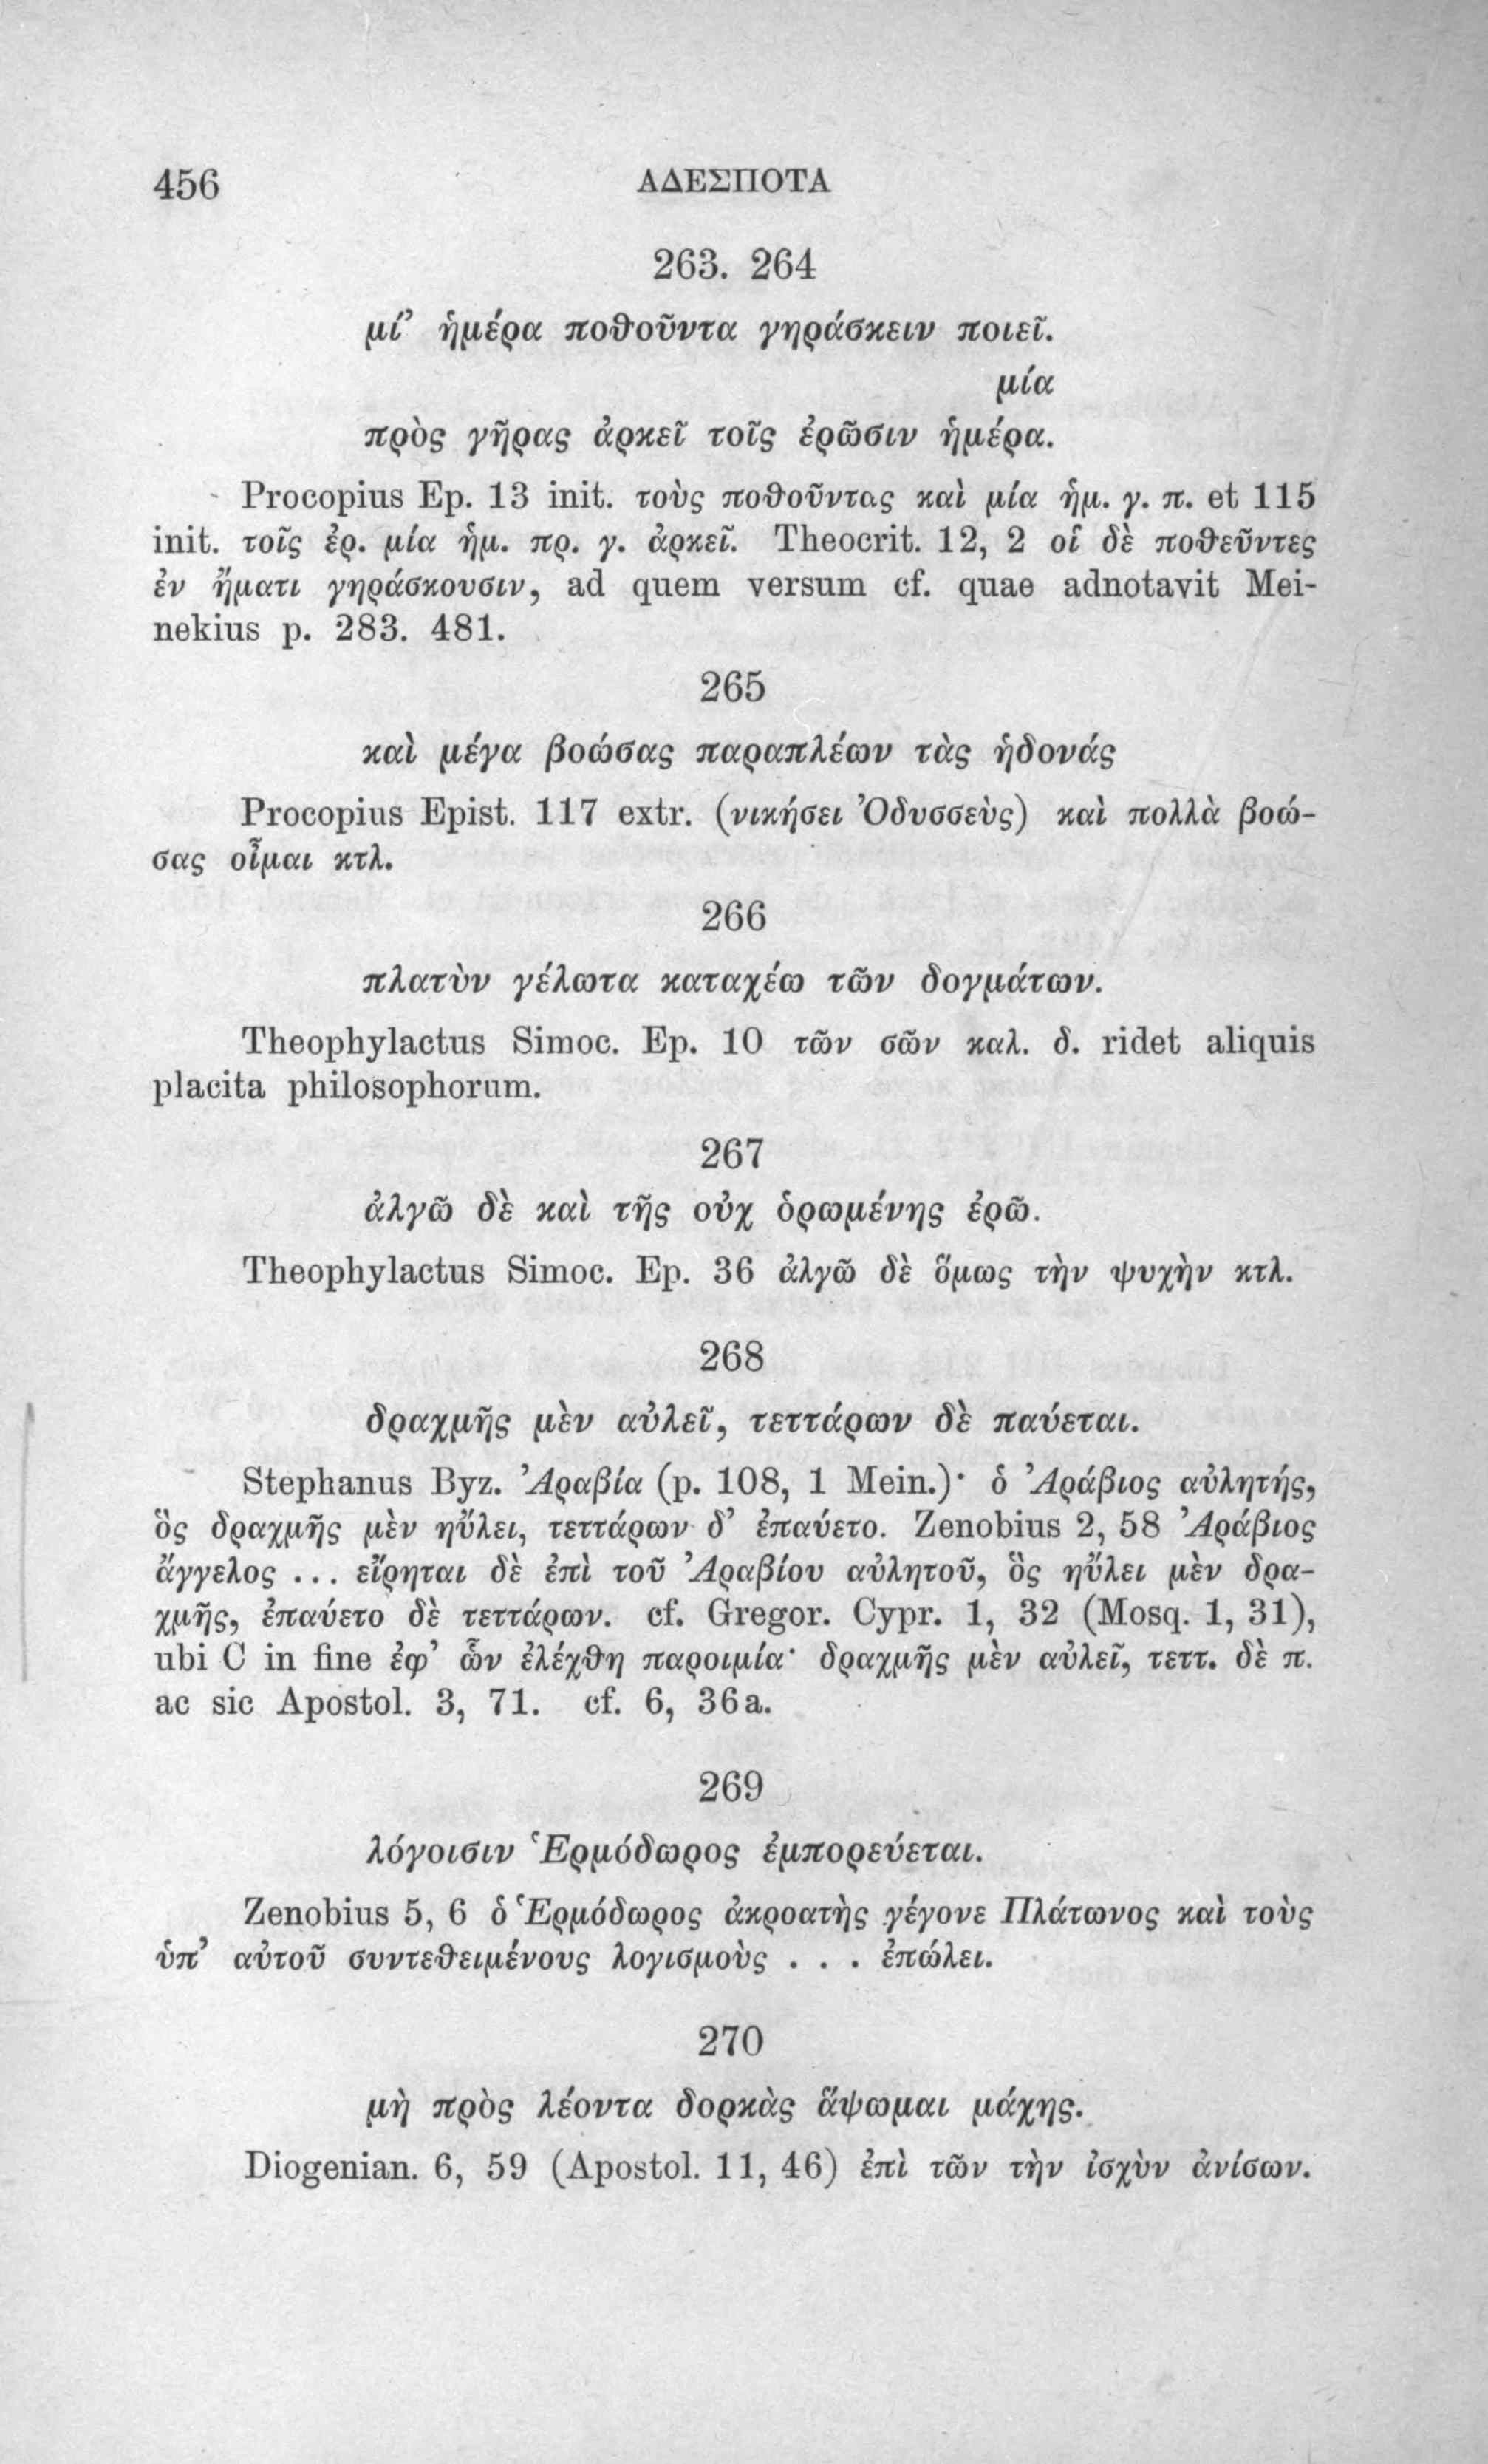 456 ΑΔΕΣΠΟΤΑ
263. 264
μί’ ἡμέρα ποθοῦντα γηράσκειν ποιεῖ.
μία
πρὸς γῆρας ἀρκεῖ τοῖς ἐρῶσιν ἡμέρα.
Procopius Ep. 13 init. τοὺς ποθοῦντας καὶ μία ἡμ. γ. π. et 115
init. τοῖς ἐρ. μία ἡμ. πρ. γ. ἀρκεῖ. Theocrit. 12, 2 οἱ δὲ ποθεῦντες
ἐν ἤματι γηράσκουσιν, ad quem versum cf. quae adnotavit Mei-
nekius p. 283. 481.
265
καὶ μέγα βοώσας παραπλέων τὰς ἡδονάς
Procopius Epist. 117 extr. (νικήσει Ὀδυσσεὺς) καὶ πολλὰ βοώ-
σας οἶμαι κτλ.
266
πλατὺν γέλωτα καταχέω τῶν δογμάτων.
Theophylactus Simoc. Ep. 10 τῶν σῶν καλ. δ. ridet aliquis
placita philosophorum.
267
ἀλγῶ δὲ καὶ τῆς οὐχ ὁρωμένης ἐρῶ.
Theophylactus Simoc. Ep. 36 ἀλγῶ δὲ ὅμως τὴν ψυχὴν κτλ.
268
δραχμῆς μὲν αὐλεῖ, τεττάρων δὲ παύεται.
Stephanus Byz. Ἀραβία (p. 108, 1 Mein.)· ὁ Ἀράβιος αὐλητής,
ὃς δραχμῆς μὲν ηὔλει, τεττάρων δ’ ἐπαύετο. Zenobius 2, 58 Ἀράβιος
ἄγγελος ... εἴρηται δὲ ἐπὶ τοῦ Ἀραβίου αὐλητοῦ, ὃς ηὔλει μὲν δρα-
χμῆς, ἐπαύετο δὲ τεττάρων. cf. Gregor. Cypr. 1, 32 (Mosq. 1, 31),
ubi C in fine ἐφ’ ὧν ἐλέχθη παροιμία· δραχμῆς μὲν αὐλεῖ, τεττ. δὲ π.
ac sic Apostol. 3, 71. cf. 6, 36a.
269
λόγοισιν Ἑρμόδωρος ἐμπορεύεται.
Zenobius 5, 6 ὁ Ἑρμόδωρος ἀκροατὴς γέγονε Πλάτωνος καὶ τοὺς
ὑπ’ αὐτοῦ συντεθειμένους λογισμοὺς . . . ἐπώλει.
270
μὴ πρὸς λέοντα δορκὰς ἅψωμαι μάχης.
Diogenian. 6, 59 (Apostol. 11, 46) ἐπὶ τῶν τὴν ἰσχὺν ἀνίσων.